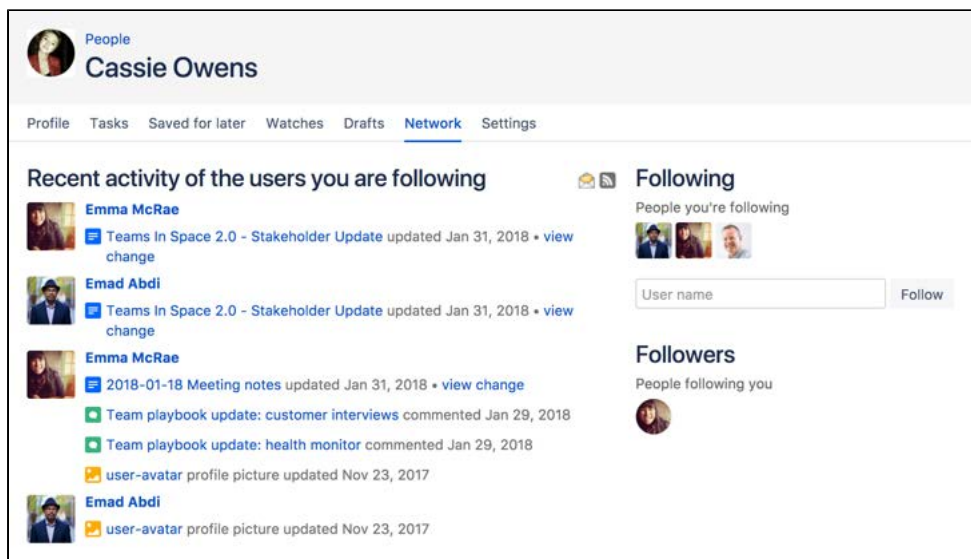 People
Cassie Owens
Profile Tasks Saved for later Watches Drafts Network Settings
Recent activity of the users you are following
Emma McRae
Teams In Space 2.0 - Stakeholder Update updated Jan 31, 2018 • view
change
Emad Abdi
Teams In Space 2.0 - Stakeholder Update updated Jan 31, 2018 • view
change
Emma McRae
2018-01-18 Meeting notes updated Jan 31, 2018 • view change
Team playbook update: customer interviews commented Jan 29, 2018
Team playbook update: health monitor commented Jan 29, 2018
user-avatar profile picture updated Nov 23, 2017
Emad Abdi
user-avatar profile picture updated Nov 23, 2017
Following
People you're following
User name Follow
Followers
People following you